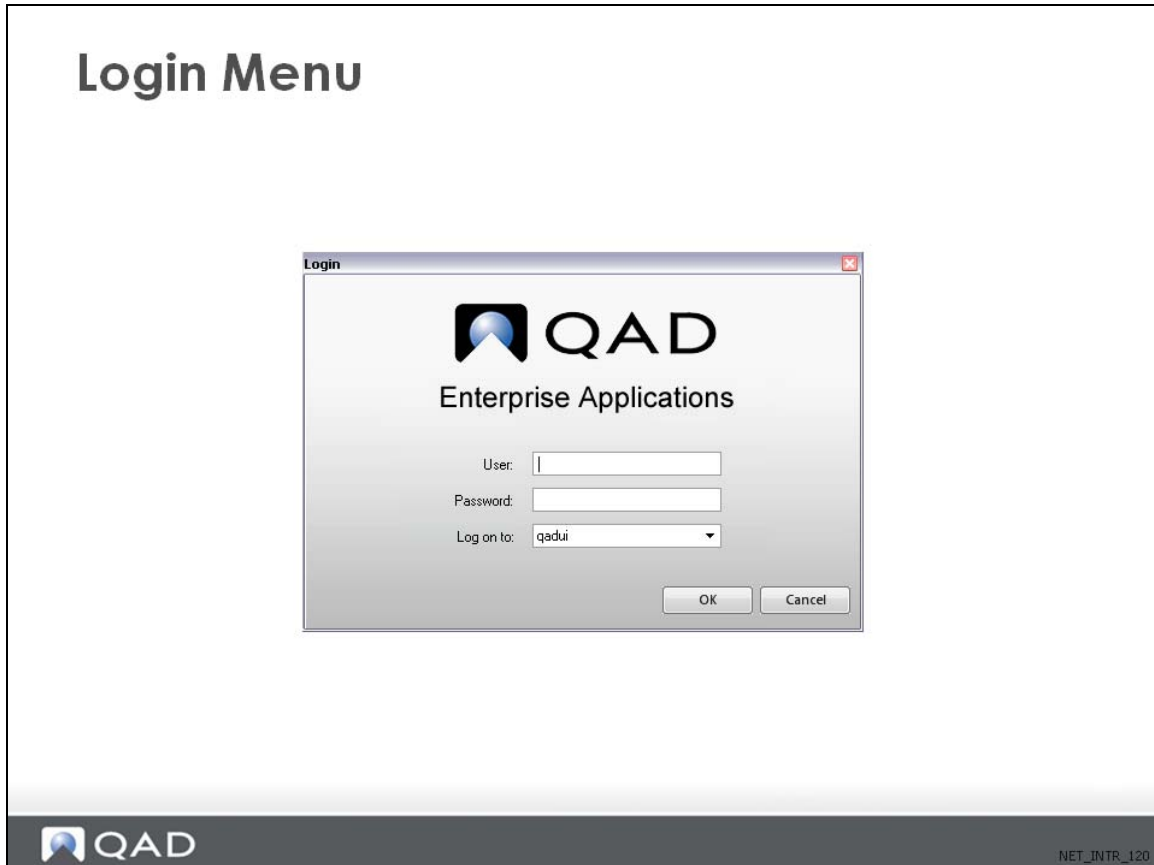 Login Menu
Login
QAD
Enterprise Applications
User:
Password:
Log on to: qadui
OK Cancel
QAD
NET_INTR_120